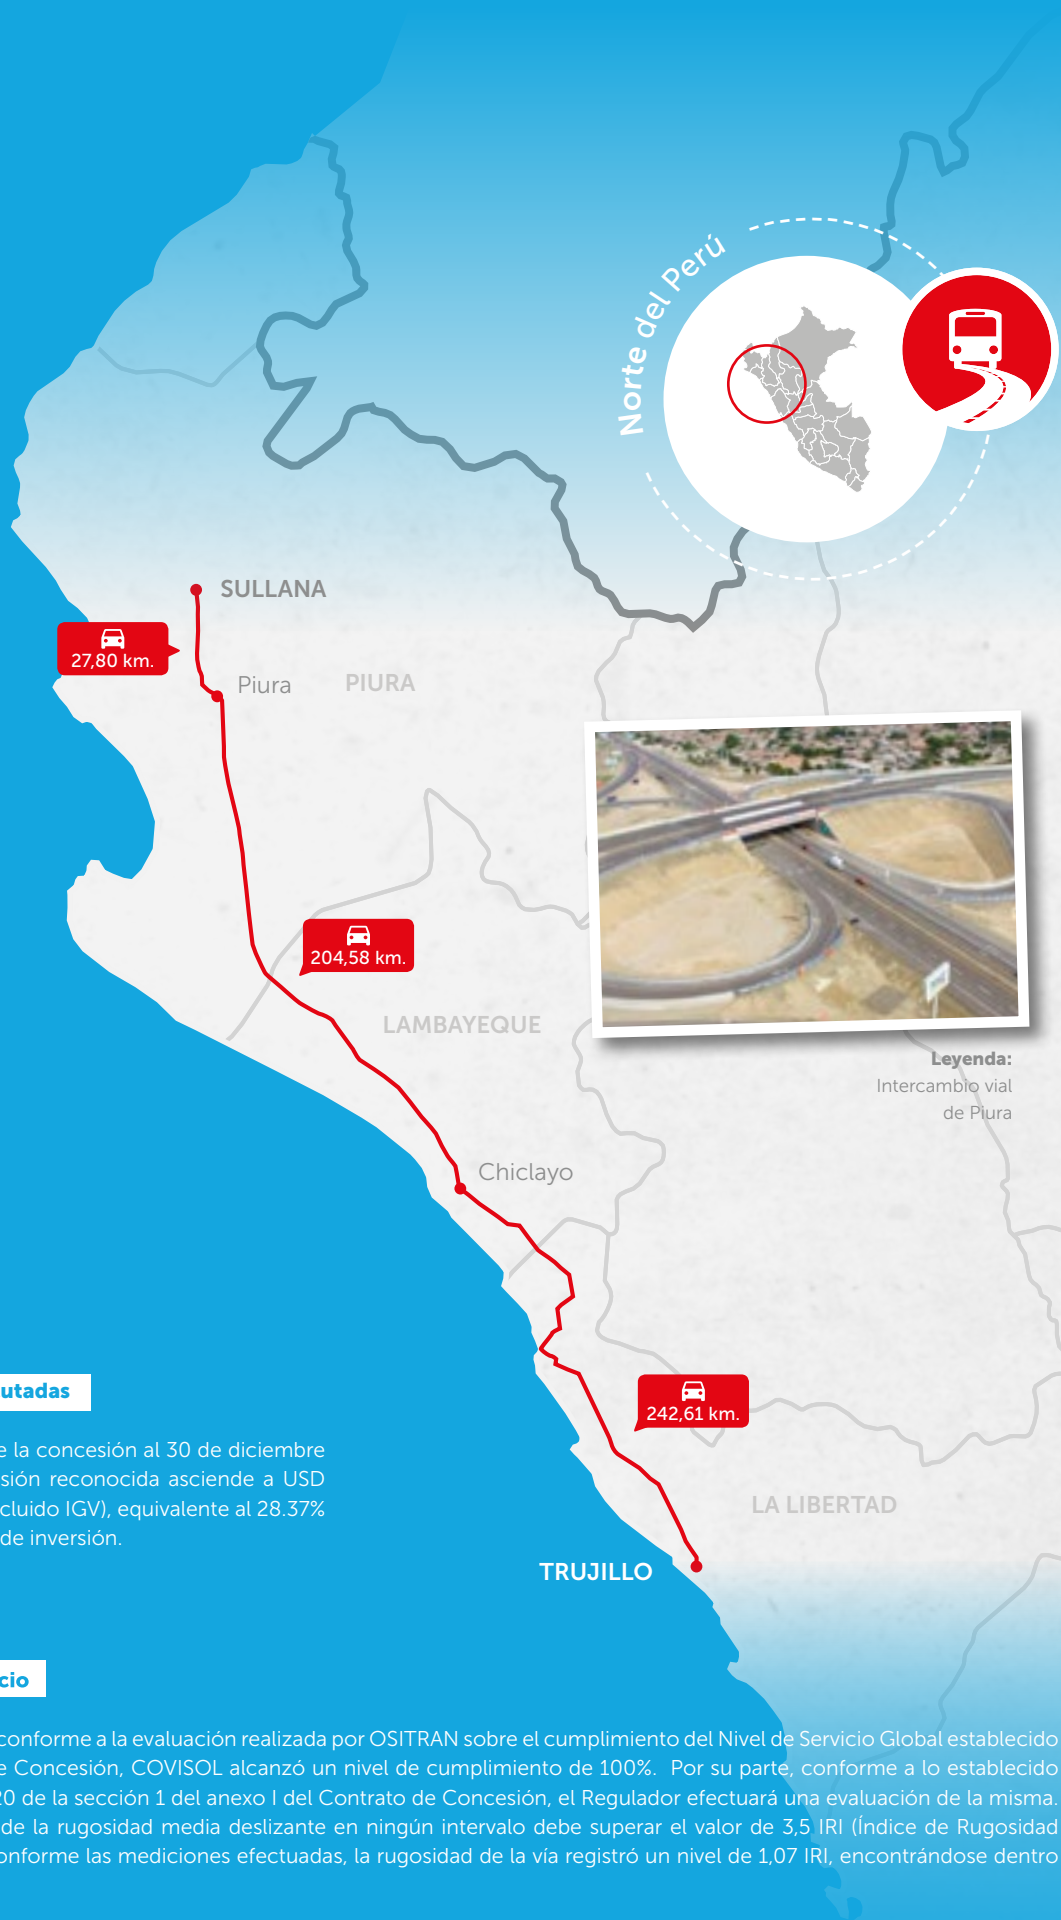 Norte del Perú
SULLANA
27,80 km.
Piura
PIURA
204,58 km.
LAMBAYEQUE
Leyenda:
Intercambio vial
de Piura
Chiclayo
242,61 km.
LA LIBERTAD
TRUJILLO
utadas
e la concesión al 30 de diciembre
sión reconocida asciende a USD
cluido IGV), equivalente al 28.37%
de inversión.
cio
conforme a la evaluación realizada por OSITRAN sobre el cumplimiento del Nivel de Servicio Global establecido
e Concesión, COVISOL alcanzó un nivel de cumplimiento de 100%. Por su parte, conforme a lo establecido
20 de la sección 1 del anexo I del Contrato de Concesión, el Regulador efectuará una evaluación de la misma.
de la rugosidad media deslizante en ningún intervalo debe superar el valor de 3,5 IRI (Índice de Rugosidad
onforme las mediciones efectuadas, la rugosidad de la vía registró un nivel de 1,07 IRI, encontrándose dentro